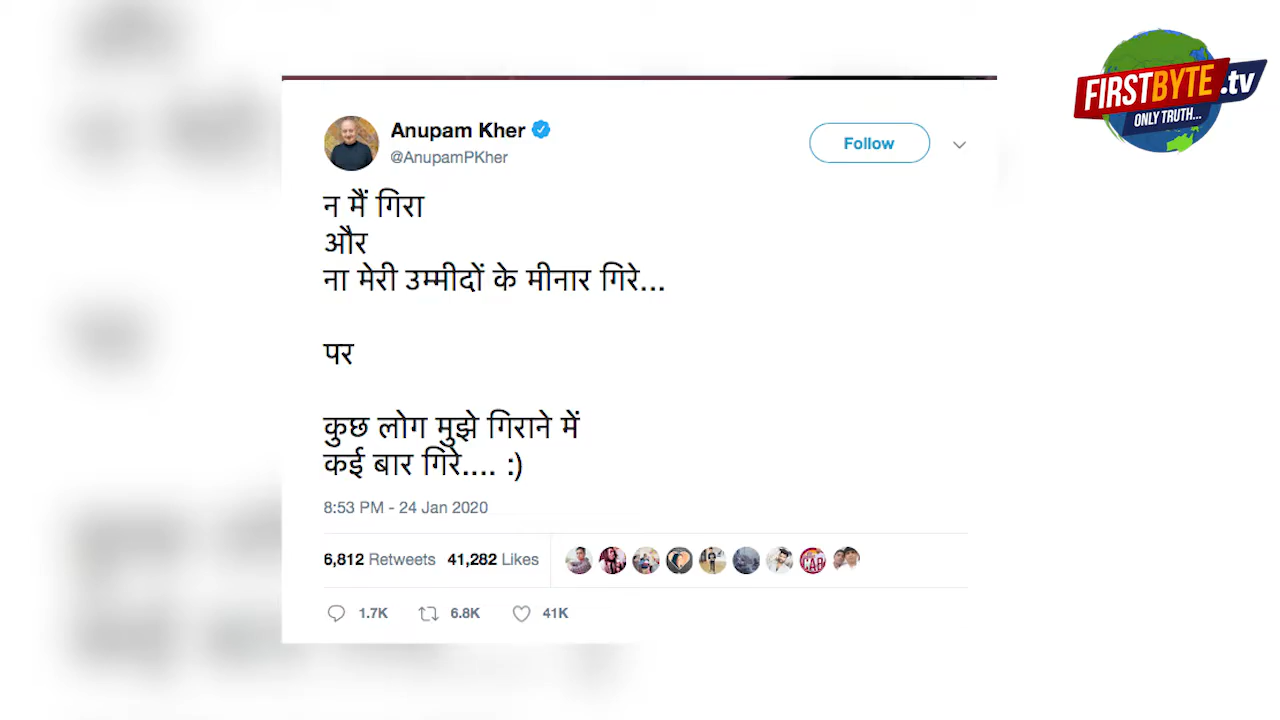 FIRSTBYTE.tv
ONLY TRUTH...
Anupam Kher
@AnupamPKher
Follow
न मैं गिरा
और
ना मेरी उम्मीदों के मीनार गिरे...
पर
कुछ लोग मुझे गिराने में
कई बार गिरे.... :)
8:53 PM - 24 Jan 2020
6,812 Retweets 41,282 Likes
1.7K 6.8K 41K